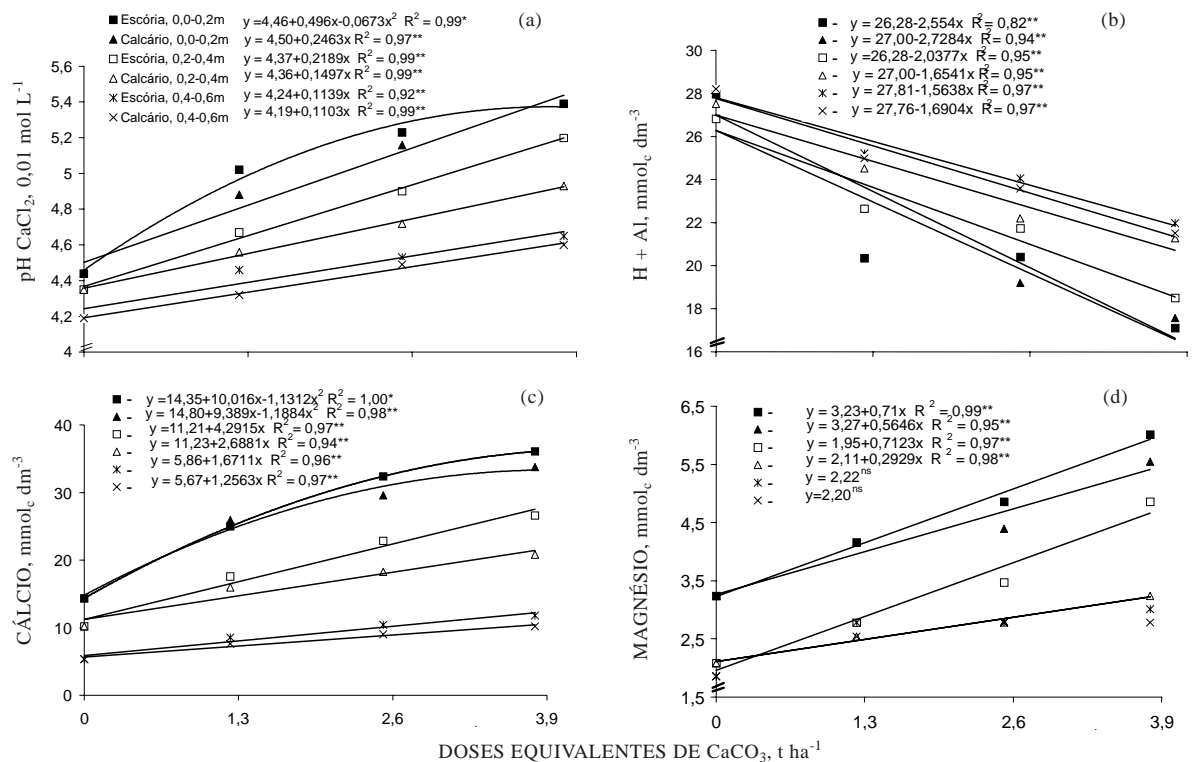 (a)
Escória, 0,0-0,2m y=4,46+0,496x-0,0673x² R² = 0,99*
Calcário, 0,0-0,2m y = 4,50+0,2463x R² = 0,97**
Escória, 0,2-0,4m y = 4,37+0,2189x R² = 0,99**
Calcário, 0,2-0,4m y = 4,36+0,1497x R² = 0,99**
Escória, 0,4-0,6m y = 4,24+0,1139x R² = 0,92**
Calcário, 0,4-0,6m y = 4,19+0,1103x R² = 0,99**
pH CaCl₂, 0,01 mol L⁻¹
5,6
5,4
5,2
5
4,8
4,6
4,4
4,2
4
(b)
- y = 26,28-2,554x R² = 0,82**
- y = 27,00-2,7284x R² = 0,94**
- y =26,28-2,0377x R² = 0,95**
- y = 27,00-1,6541x R² = 0,95**
- y = 27,81-1,5638x R² = 0,97**
- y = 27,76-1,6904x R² = 0,97**
H + Al, mmol_c dm⁻³
30
28
26
24
22
20
18
16
(c)
- y =14,35+10,016x-1,1312x² R² = 1,00*
- y = 14,80+9,389x-1,1884x² R² = 0,98**
- y = 11,21+4,2915x R² = 0,97**
- y = 11,23+2,6881x R² = 0,94**
- y = 5,86+1,6711x R² = 0,96**
- y = 5,67+1,2563x R² = 0,97**
CÁLCIO, mmol_c dm⁻³
40
30
20
10
0
0 1,3 2,6 3,9
(d)
- y = 3,23+0,71x R² = 0,99**
- y = 3,27+0,5646x R² = 0,95**
- y = 1,95+0,7123x R² = 0,97**
- y = 2,11+0,2929x R² = 0,98**
- y = 2,22ⁿˢ
- y=2,20ⁿˢ
MAGNÉSIO, mmol_c dm⁻³
6,5
5,5
4,5
3,5
2,5
1,5
0 1,3 2,6 3,9
DOSES EQUIVALENTES DE CaCO₃, t ha⁻¹